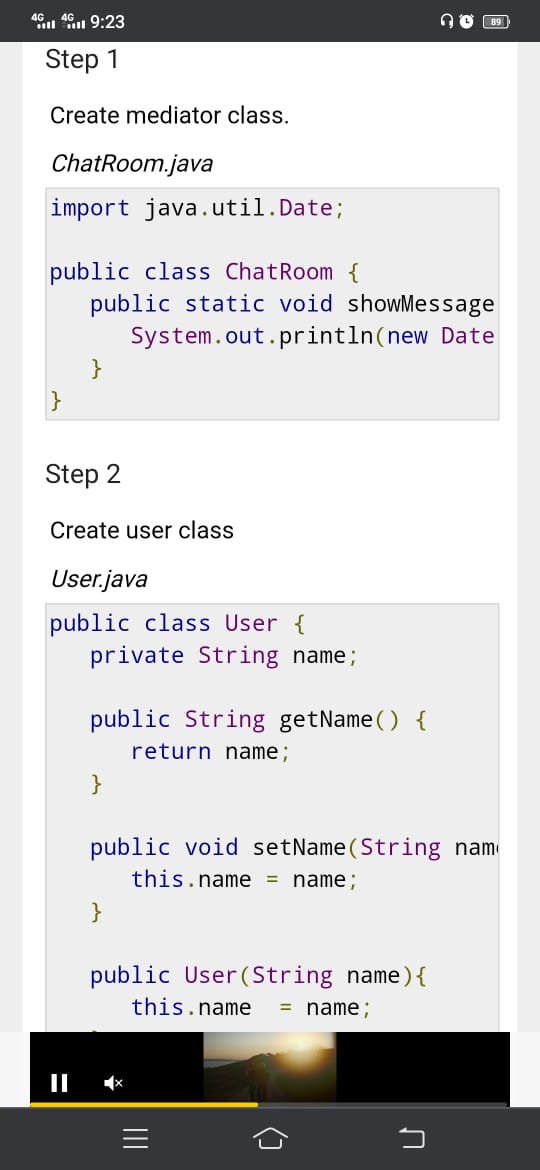 4G 4G 9:23 89
Step 1
Create mediator class.
ChatRoom.java
import java.util.Date;
public class ChatRoom {
public static void showMessage
System.out.println(new Date
}
}
Step 2
Create user class
User.java
public class User {
private String name;
public String getName() {
return name;
}
public void setName(String nam
this.name = name;
}
public User(String name){
this.name  = name;